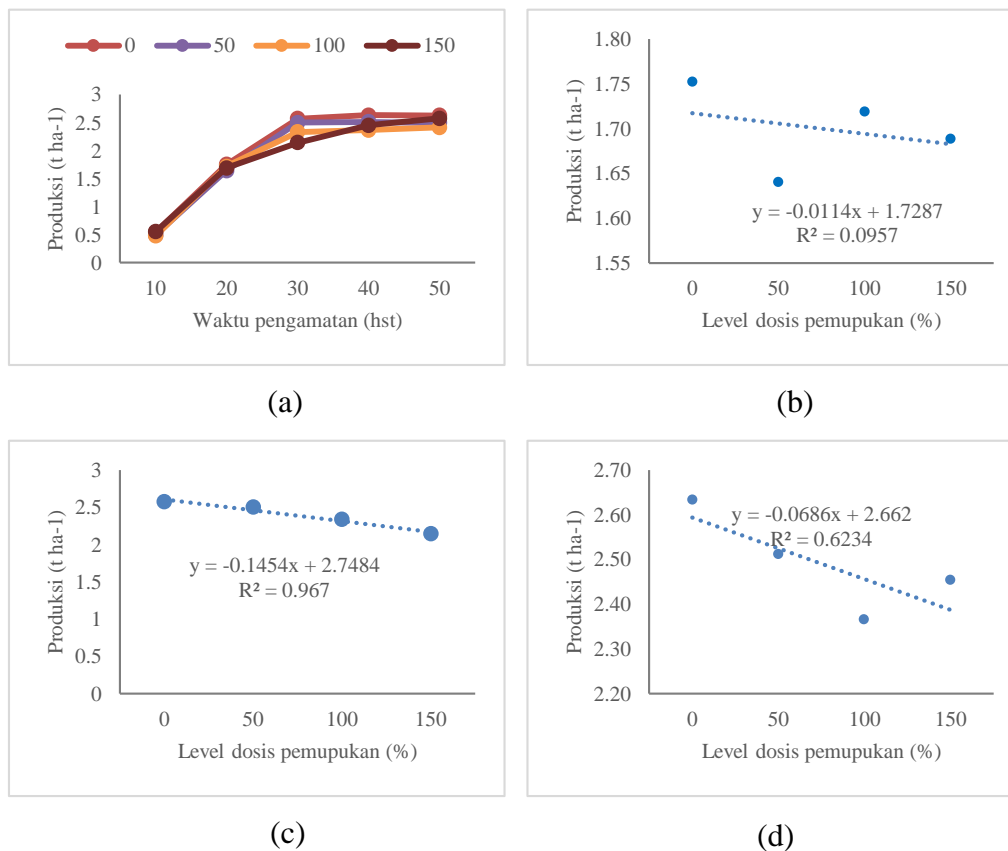 0 50 100 150
3
2.5
2
1.5
1
0.5
0
Produksi (t ha-1)
10 20 30 40 50
Waktu pengamatan (hst)
(a)
1.80
1.75
1.70
1.65
1.60
1.55
Produksi (t ha-1)
y = -0.0114x + 1.7287
R² = 0.0957
0 50 100 150
Level dosis pemupukan (%)
(b)
3
2.5
2
1.5
1
0.5
0
Produksi (t ha-1)
y = -0.1454x + 2.7484
R² = 0.967
0 50 100 150
Level dosis pemupukan (%)
(c)
2.70
2.60
2.50
2.40
2.30
2.20
Produksi (t ha-1)
y = -0.0686x + 2.662
R² = 0.6234
0 50 100 150
Level dosis pemupukan (%)
(d)